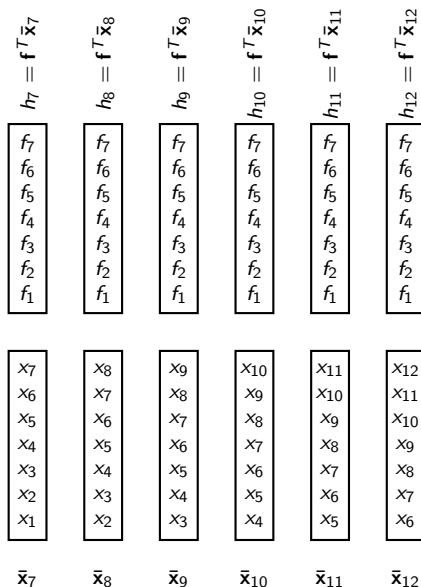 h₇ = fᵀx̄₇ h₈ = fᵀx̄₈ h₉ = fᵀx̄₉ h₁₀ = fᵀx̄₁₀ h₁₁ = fᵀx̄₁₁ h₁₂ = fᵀx̄₁₂
f₇ f₇ f₇ f₇ f₇ f₇
f₆ f₆ f₆ f₆ f₆ f₆
f₅ f₅ f₅ f₅ f₅ f₅
f₄ f₄ f₄ f₄ f₄ f₄
f₃ f₃ f₃ f₃ f₃ f₃
f₂ f₂ f₂ f₂ f₂ f₂
f₁ f₁ f₁ f₁ f₁ f₁
x₇ x₈ x₉ x₁₀ x₁₁ x₁₂
x₆ x₇ x₈ x₉ x₁₀ x₁₁
x₅ x₆ x₇ x₈ x₉ x₁₀
x₄ x₅ x₆ x₇ x₈ x₉
x₃ x₄ x₅ x₆ x₇ x₈
x₂ x₃ x₄ x₅ x₆ x₇
x₁ x₂ x₃ x₄ x₅ x₆
x̄₇ x̄₈ x̄₉ x̄₁₀ x̄₁₁ x̄₁₂